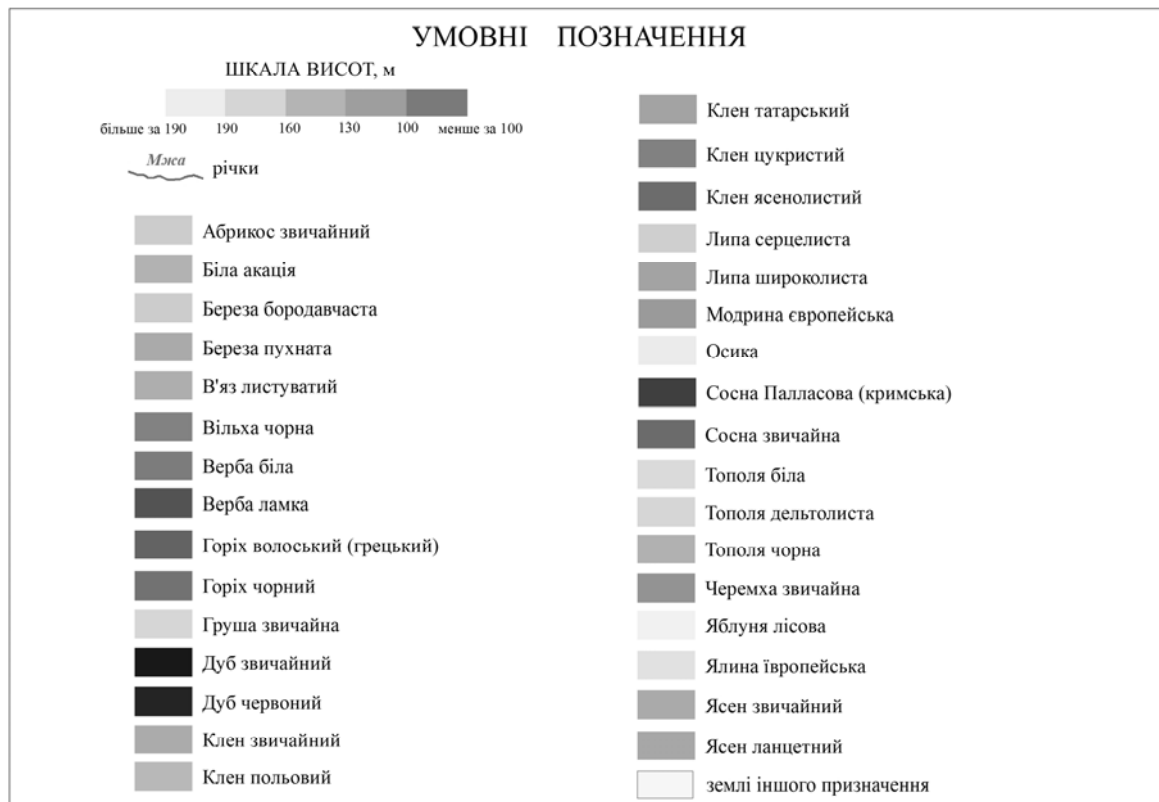 УМОВНІ ПОЗНАЧЕННЯ
ШКАЛА ВИСОТ, м
більше за 190 190 160 130 100 менше за 100
Мжа
річки
Абрикос звичайний
Біла акація
Береза бородавчаста
Береза пухната
В'яз листуватий
Вільха чорна
Верба біла
Верба ламка
Горіх волоський (грецький)
Горіх чорний
Груша звичайна
Дуб звичайний
Дуб червоний
Клен звичайний
Клен польовий
Клен татарський
Клен цукристий
Клен ясенолистий
Липа серцелиста
Липа широколиста
Модрина європейська
Осика
Сосна Палласова (кримська)
Сосна звичайна
Тополя біла
Тополя дельтолиста
Тополя чорна
Черемха звичайна
Яблуня лісова
Ялина ївропейська
Ясен звичайний
Ясен ланцетний
землі іншого призначення